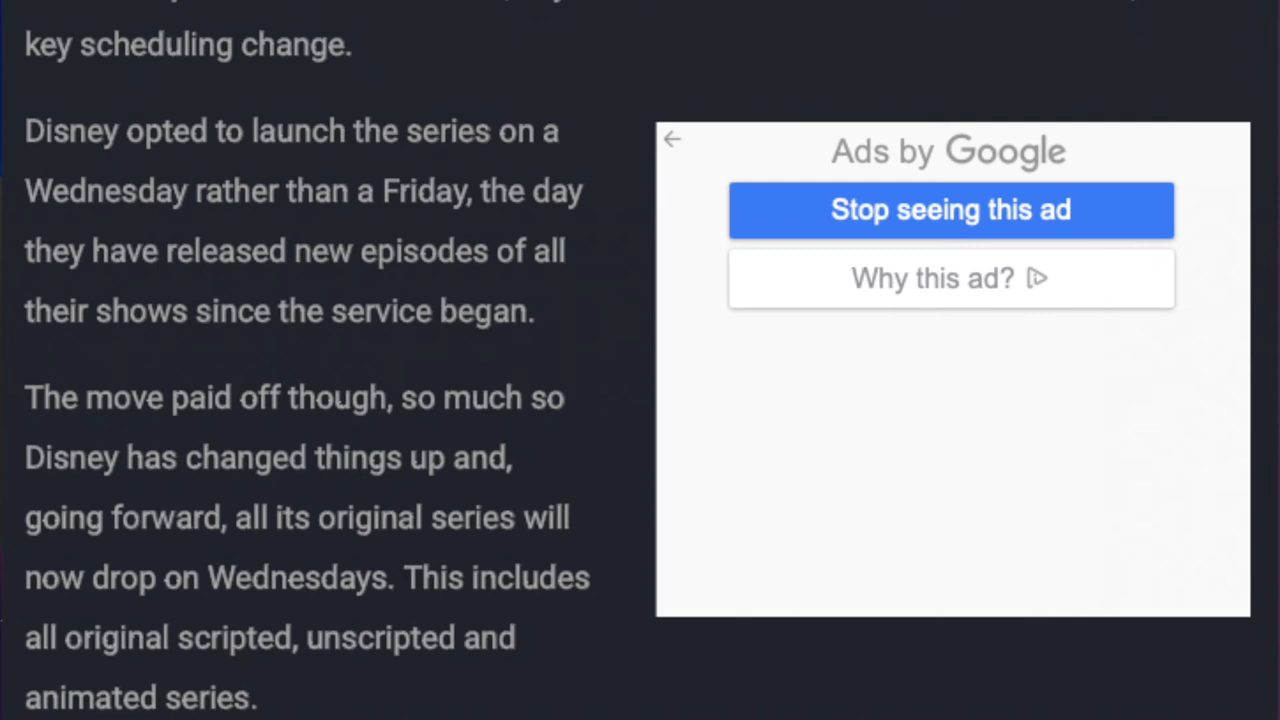 key scheduling change.
Disney opted to launch the series on a
Wednesday rather than a Friday, the day
they have released new episodes of all
their shows since the service began.
The move paid off though, so much so
Disney has changed things up and,
going forward, all its original series will
now drop on Wednesdays. This includes
all original scripted, unscripted and
animated series.
Ads by Google
Stop seeing this ad
Why this ad?